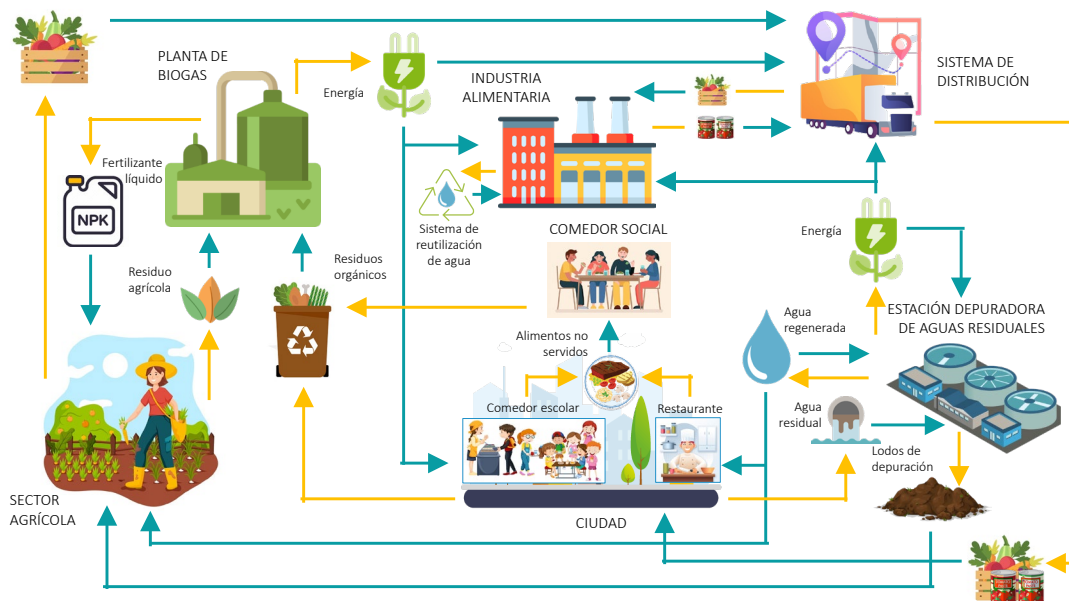 PLANTA DE
BIOGAS
Energía
INDUSTRIA
ALIMENTARIA
SISTEMA DE
DISTRIBUCIÓN
Fertilizante
líquido
NPK
Sistema de
reutilización
de agua
COMEDOR SOCIAL
Energía
Residuo
agrícola
Residuos
orgánicos
Agua
regenerada
ESTACIÓN DEPURADORA
DE AGUAS RESIDUALES
Alimentos no
servidos
Comedor escolar
Restaurante
Agua
residual
Lodos de
depuración
SECTOR
AGRÍCOLA
CIUDAD